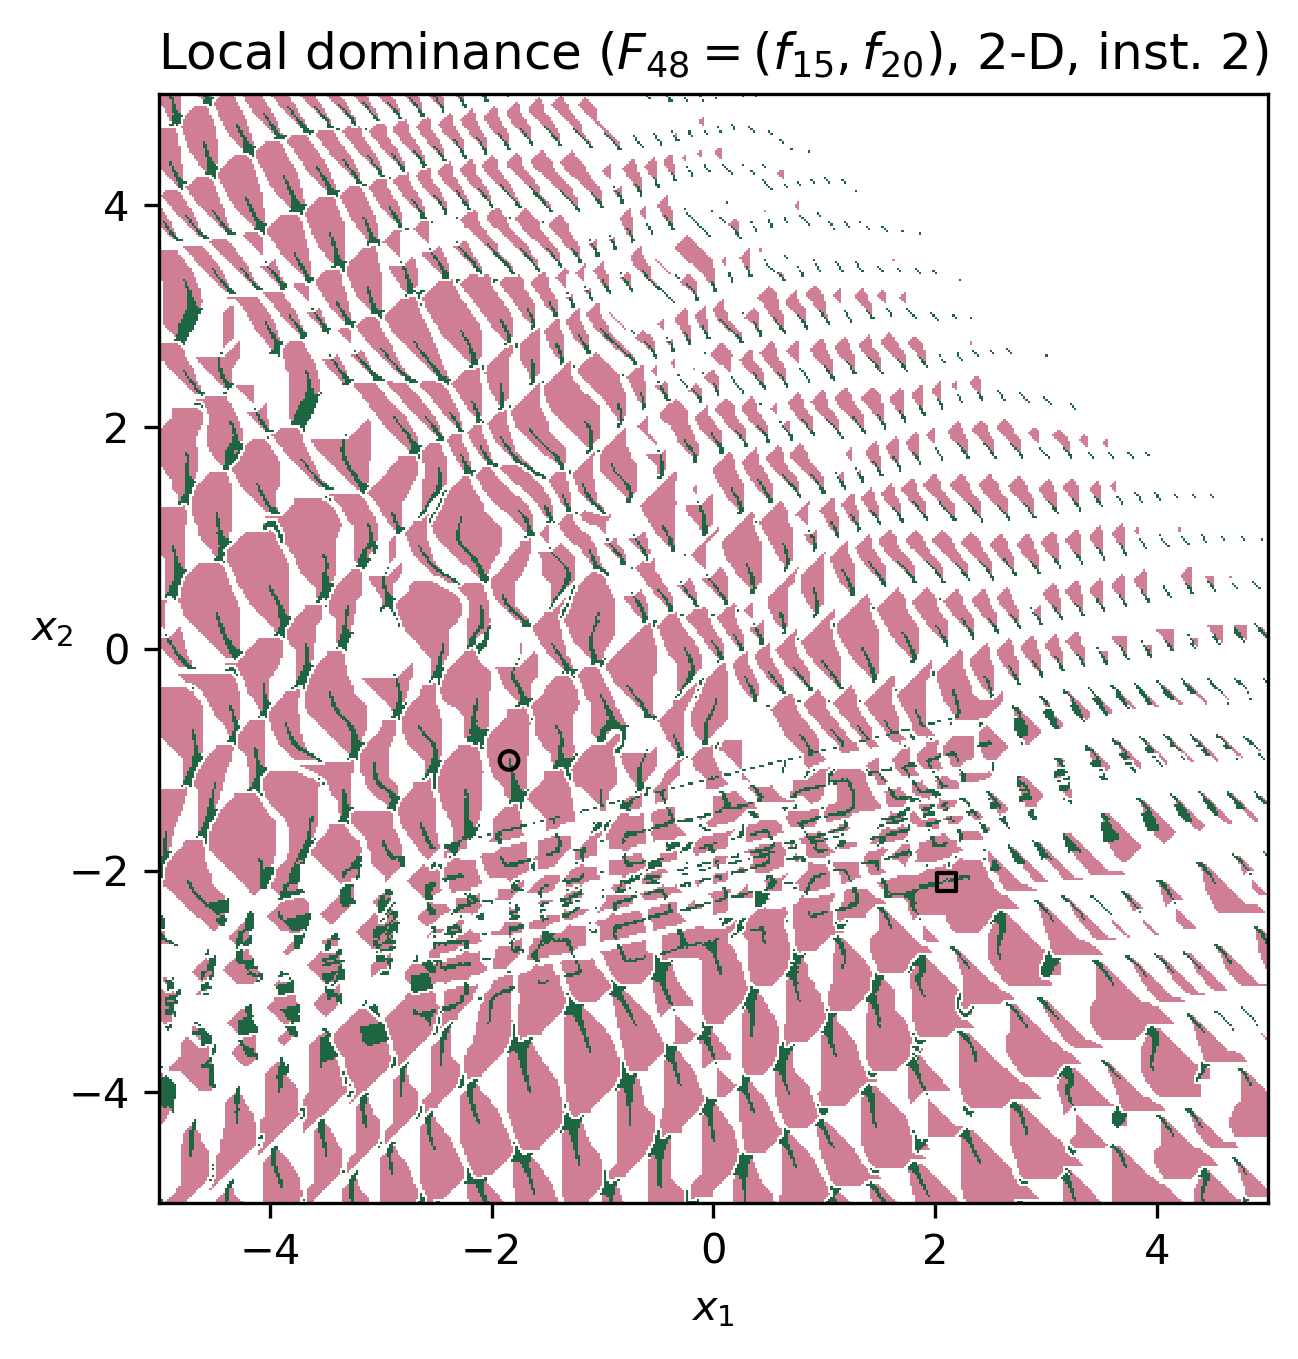 Local dominance (F₄₈ = (f₁₅, f₂₀), 2-D, inst. 2)
4
2
0
−2
−4
x₂
−4 −2 0 2 4
x₁